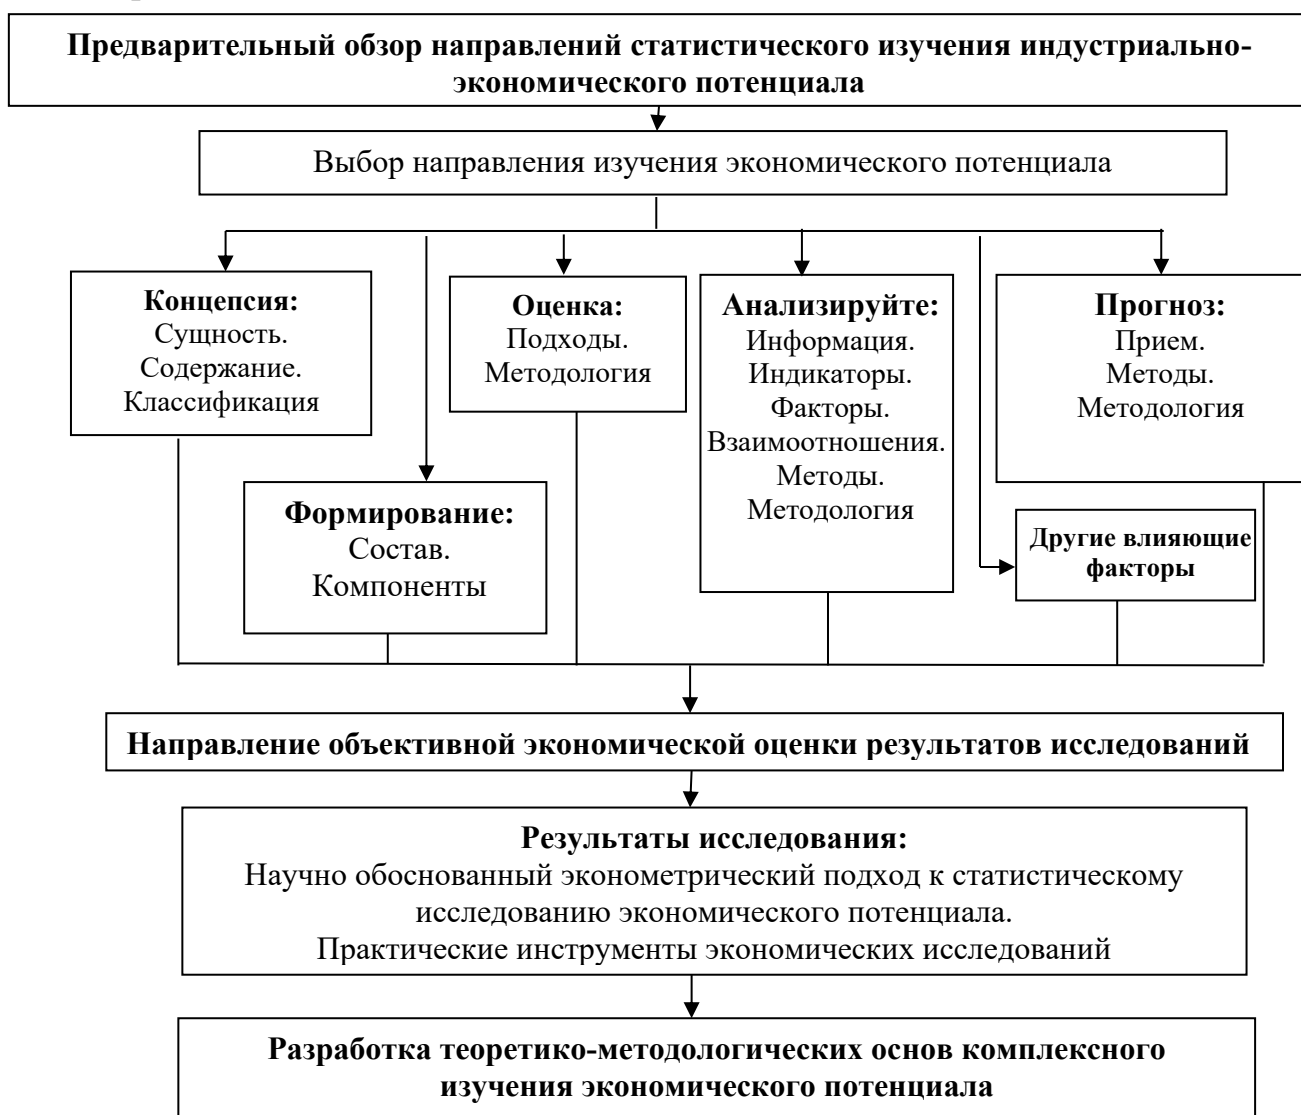 Предварительный обзор направлений статистического изучения индустриально-
экономического потенциала
Выбор направления изучения экономического потенциала
Концепсия:
Сущность.
Содержание.
Классификация
Оценка:
Подходы.
Методология
Анализируйте:
Информация.
Индикаторы.
Факторы.
Взаимоотношения.
Методы.
Методология
Прогноз:
Прием.
Методы.
Методология
Формирование:
Состав.
Компоненты
Другие влияющие
факторы
Направление объективной экономической оценки результатов исследований
Результаты исследования:
Научно обоснованный эконометрический подход к статистическому
исследованию экономического потенциала.
Практические инструменты экономических исследований
Разработка теоретико-методологических основ комплексного
изучения экономического потенциала